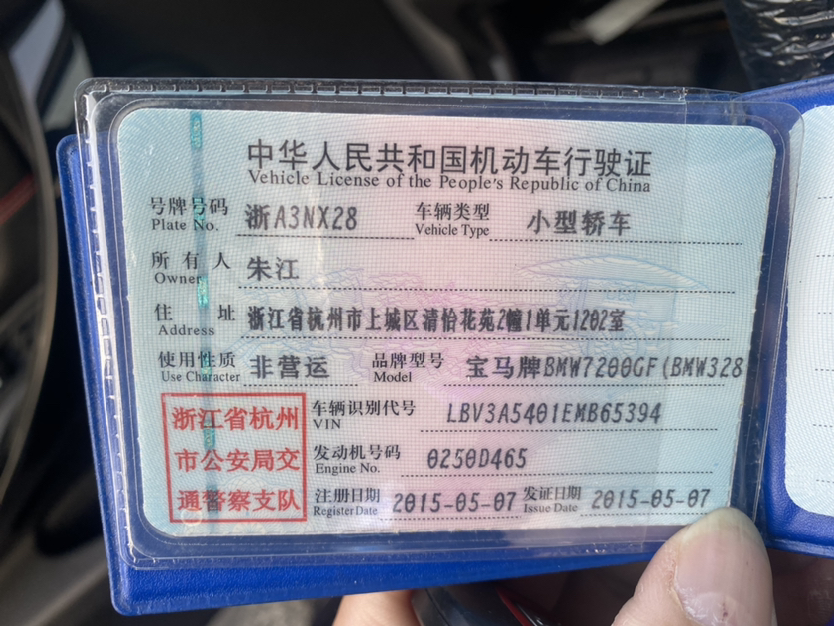 中华人民共和国机动车行驶证
Vehicle License of the People's Republic of China
号牌号码 浙A3NX28 车辆类型 小型轿车
Plate No. Vehicle Type
所有人 朱江
Owner
住址 浙江省杭州市上城区清怡花苑2幢1单元1202室
Address
使用性质 非营运 品牌型号 宝马牌BMW7200GF(BMW328
Use Character Model
浙江省杭州
市公安局交
通警察支队
车辆识别代号 LBV3A5401EMB65394
VIN
发动机号码 0250D465
Engine No.
注册日期 2015-05-07 发证日期 2015-05-07
Register Date Issue Date